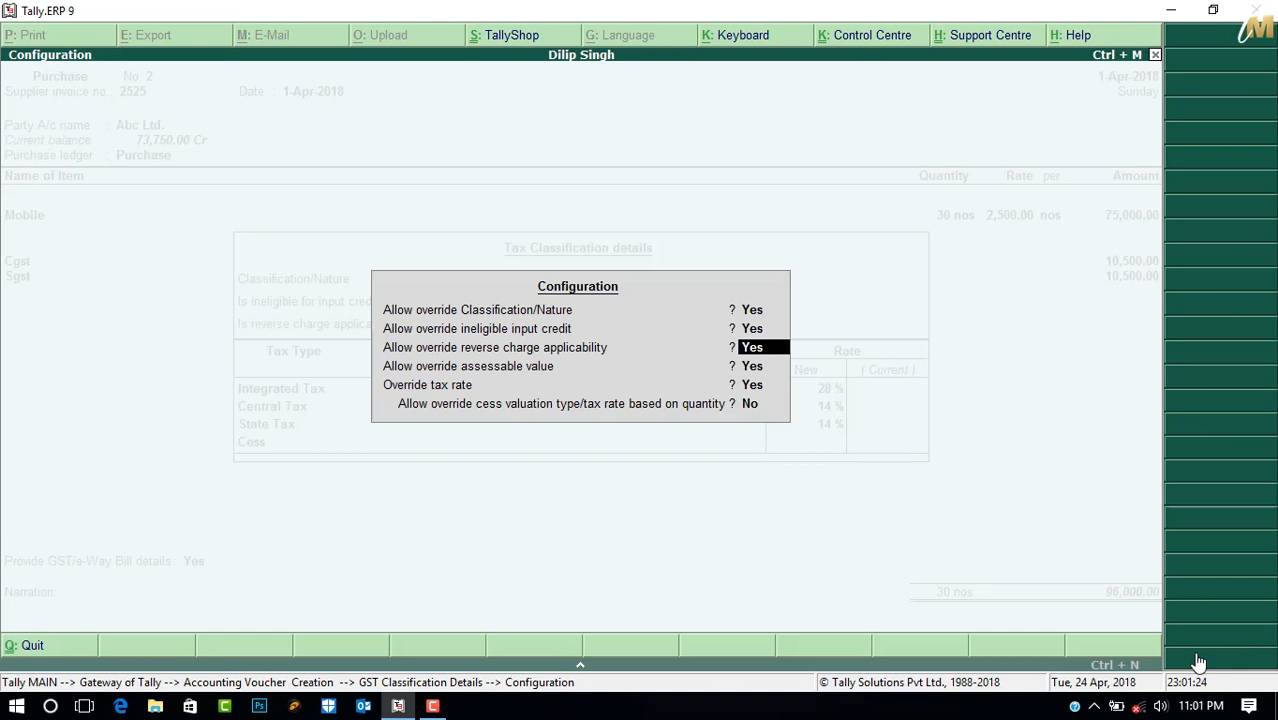 Tally.ERP 9
P: Print E: Export M: E-Mail O: Upload S: TallyShop G: Language K: Keyboard K: Control Centre H: Support Centre H: Help
Configuration Dilip Singh Ctrl + M
Purchase No. 2 1-Apr-2018
Supplier invoice no.: 2525 Date : 1-Apr-2018 Sunday
Party A/c name : Abc Ltd.
Current balance: 73,750.00 Cr
Purchase ledger : Purchase
Name of Item Quantity Rate per Amount
Mobile 30 nos 2,500.00 nos 75,000.00
Tax Classification details
Cgst 10,500.00
Sgst 10,500.00
Classification/Nature
Is ineligible for input cred
Is reverse charge applica
Tax Type Rate
New ( Current )
Integrated Tax 28 %
Central Tax 14 %
State Tax 14 %
Cess
Configuration
Allow override Classification/Nature ? Yes
Allow override ineligible input credit ? Yes
Allow override reverse charge applicability ? Yes
Allow override assessable value ? Yes
Override tax rate ? Yes
Allow override cess valuation type/tax rate based on quantity ? No
Provide GST/e-Way Bill details : Yes
Narration: 30 nos 96,000.00
Q: Quit
Ctrl + N
Tally MAIN --> Gateway of Tally --> Accounting Voucher Creation --> GST Classification Details --> Configuration © Tally Solutions Pvt Ltd., 1988-2018 Tue, 24 Apr, 2018 23:01:24
11:01 PM